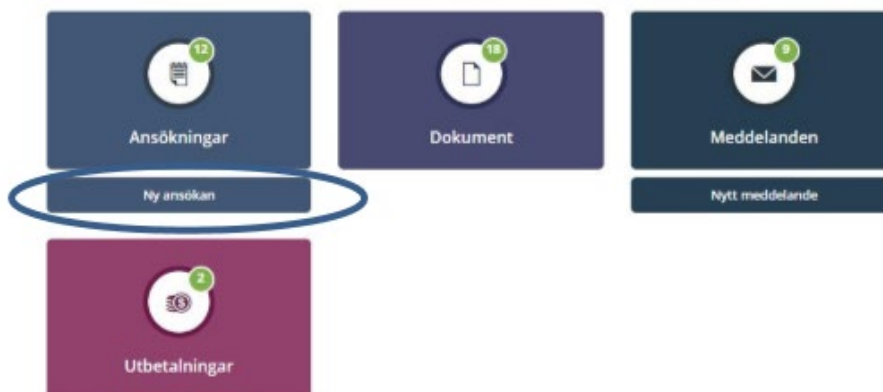 12
Ansökningar
Ny ansökan
18
Dokument
9
Meddelanden
Nytt meddelande
2
Utbetalningar